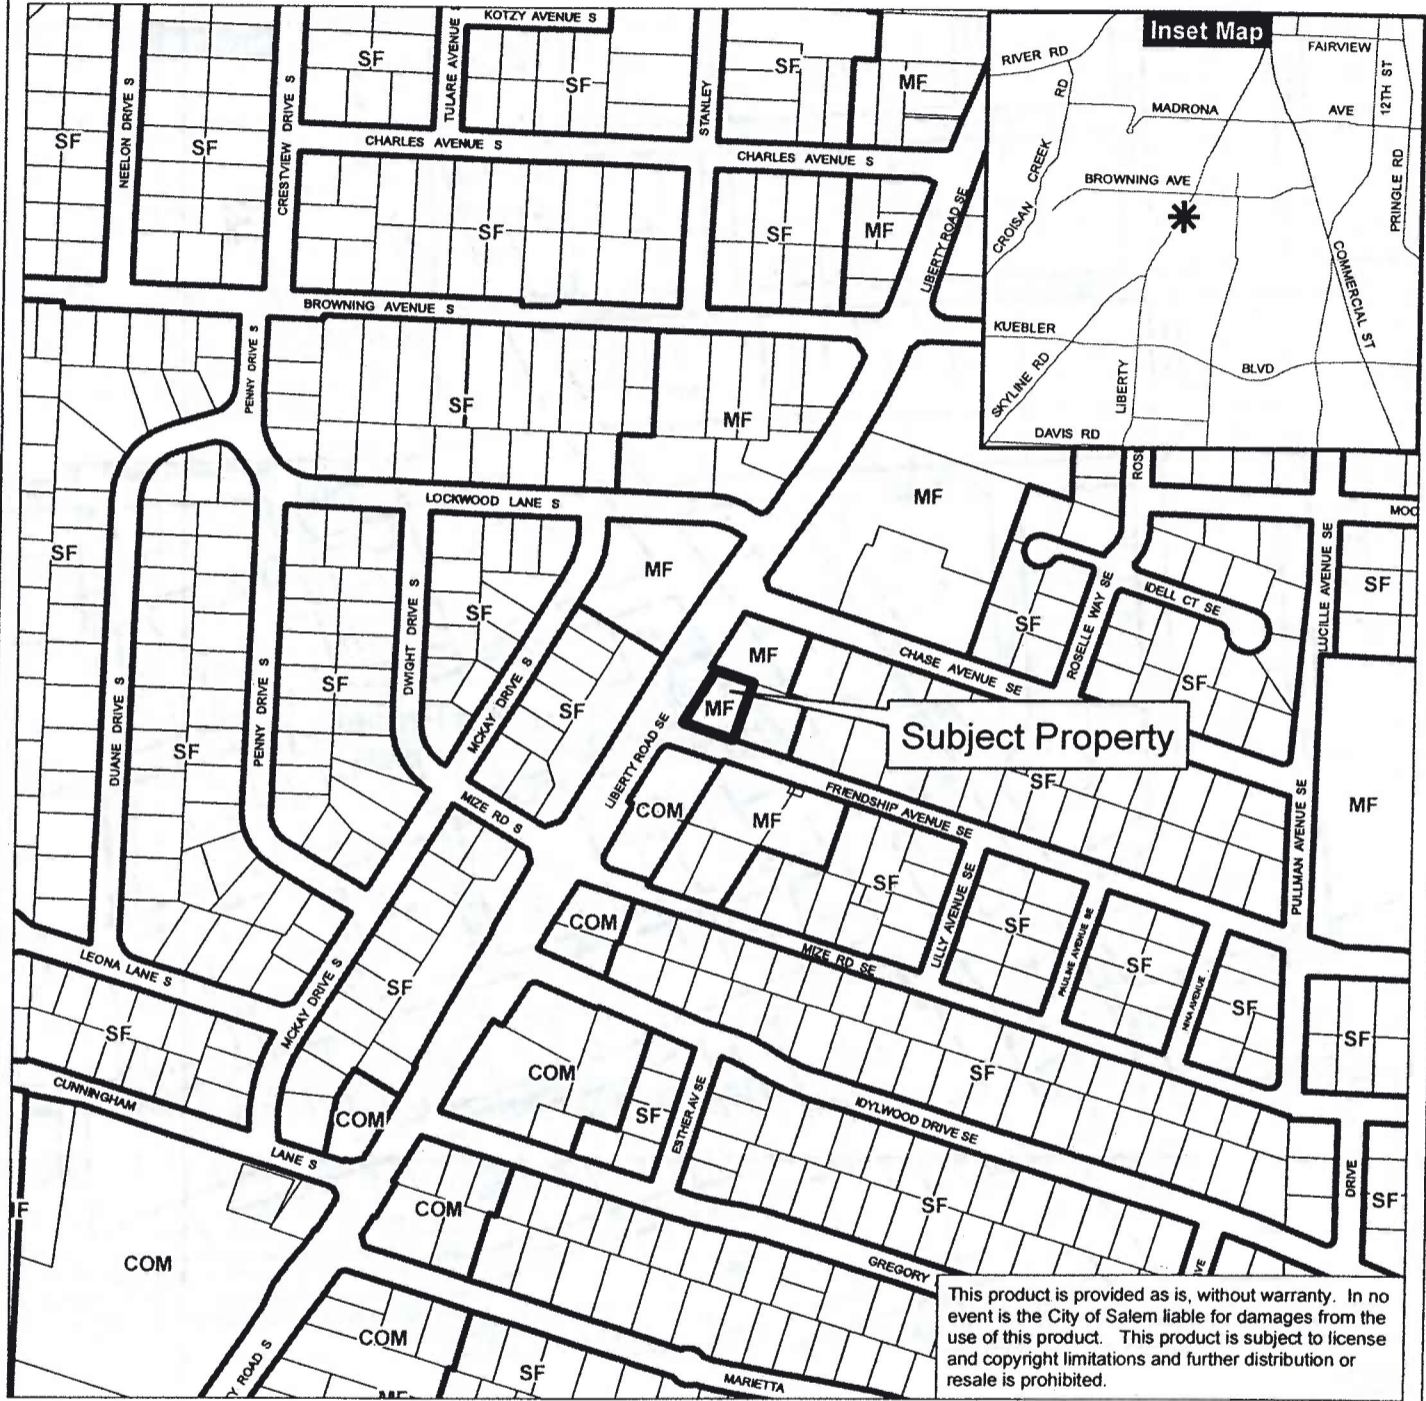 KOTZY AVENUE S
Inset Map
RIVER RD
FAIRVIEW
12TH ST
MADRONA AVE
CROISAN CREEK RD
BROWNING AVE
PRINGLE RD
COMMERCIAL ST
KUEBLER BLVD
SKYLINE RD
LIBERTY
DAVIS RD
SF
SF
SF
SF
SF
MF
NEELON DRIVE S
CRESTVIEW DRIVE S
TULARE AVENUE S
STANLEY
CHARLES AVENUE S
CHARLES AVENUE S
LIBERTY ROAD SE
SF
SF
MF
BROWNING AVENUE S
PENNY DRIVE S
SF
MF
LOCKWOOD LANE S
MF
MOO
SF
MF
SF
SF
DWIGHT DRIVE S
SF
ROSELLE WAY SE
IDELL CT SE
LUCILLE AVENUE SE
SF
MF
CHASE AVENUE SE
SF
DUANE DRIVE S
PENNY DRIVE S
SF
MCKAY DRIVE S
SF
MF
Subject Property
SF
LIBERTY ROAD SE
SF
MIZE RD S
COM
MF
FRIENDSHIP AVENUE SE
MF
PULLMAN AVENUE SE
SF
LILLY AVENUE SE
SF
PAULINE AVENUE SE
SF
SF
COM
MIZE RD SE
LEONA LANE S
MCKAY DRIVE S
SF
SF
SF
COM
SF
SF
ESTHER AV SE
IDYLWOOD DRIVE SE
CUNNINGHAM
LANE S
COM
DRIVE
SF
COM
SF
COM
GREGORY
COM
SF
MARIETTA
Y ROAD S
This product is provided as is, without warranty. In no
event is the City of Salem liable for damages from the
use of this product. This product is subject to license
and copyright limitations and further distribution or
resale is prohibited.